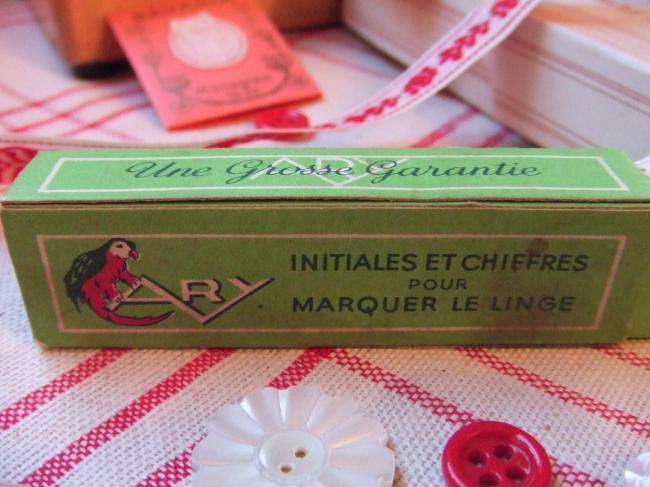 Une Grosse Garantie
ARY
INITIALES ET CHIFFRES
POUR
MARQUER LE LINGE